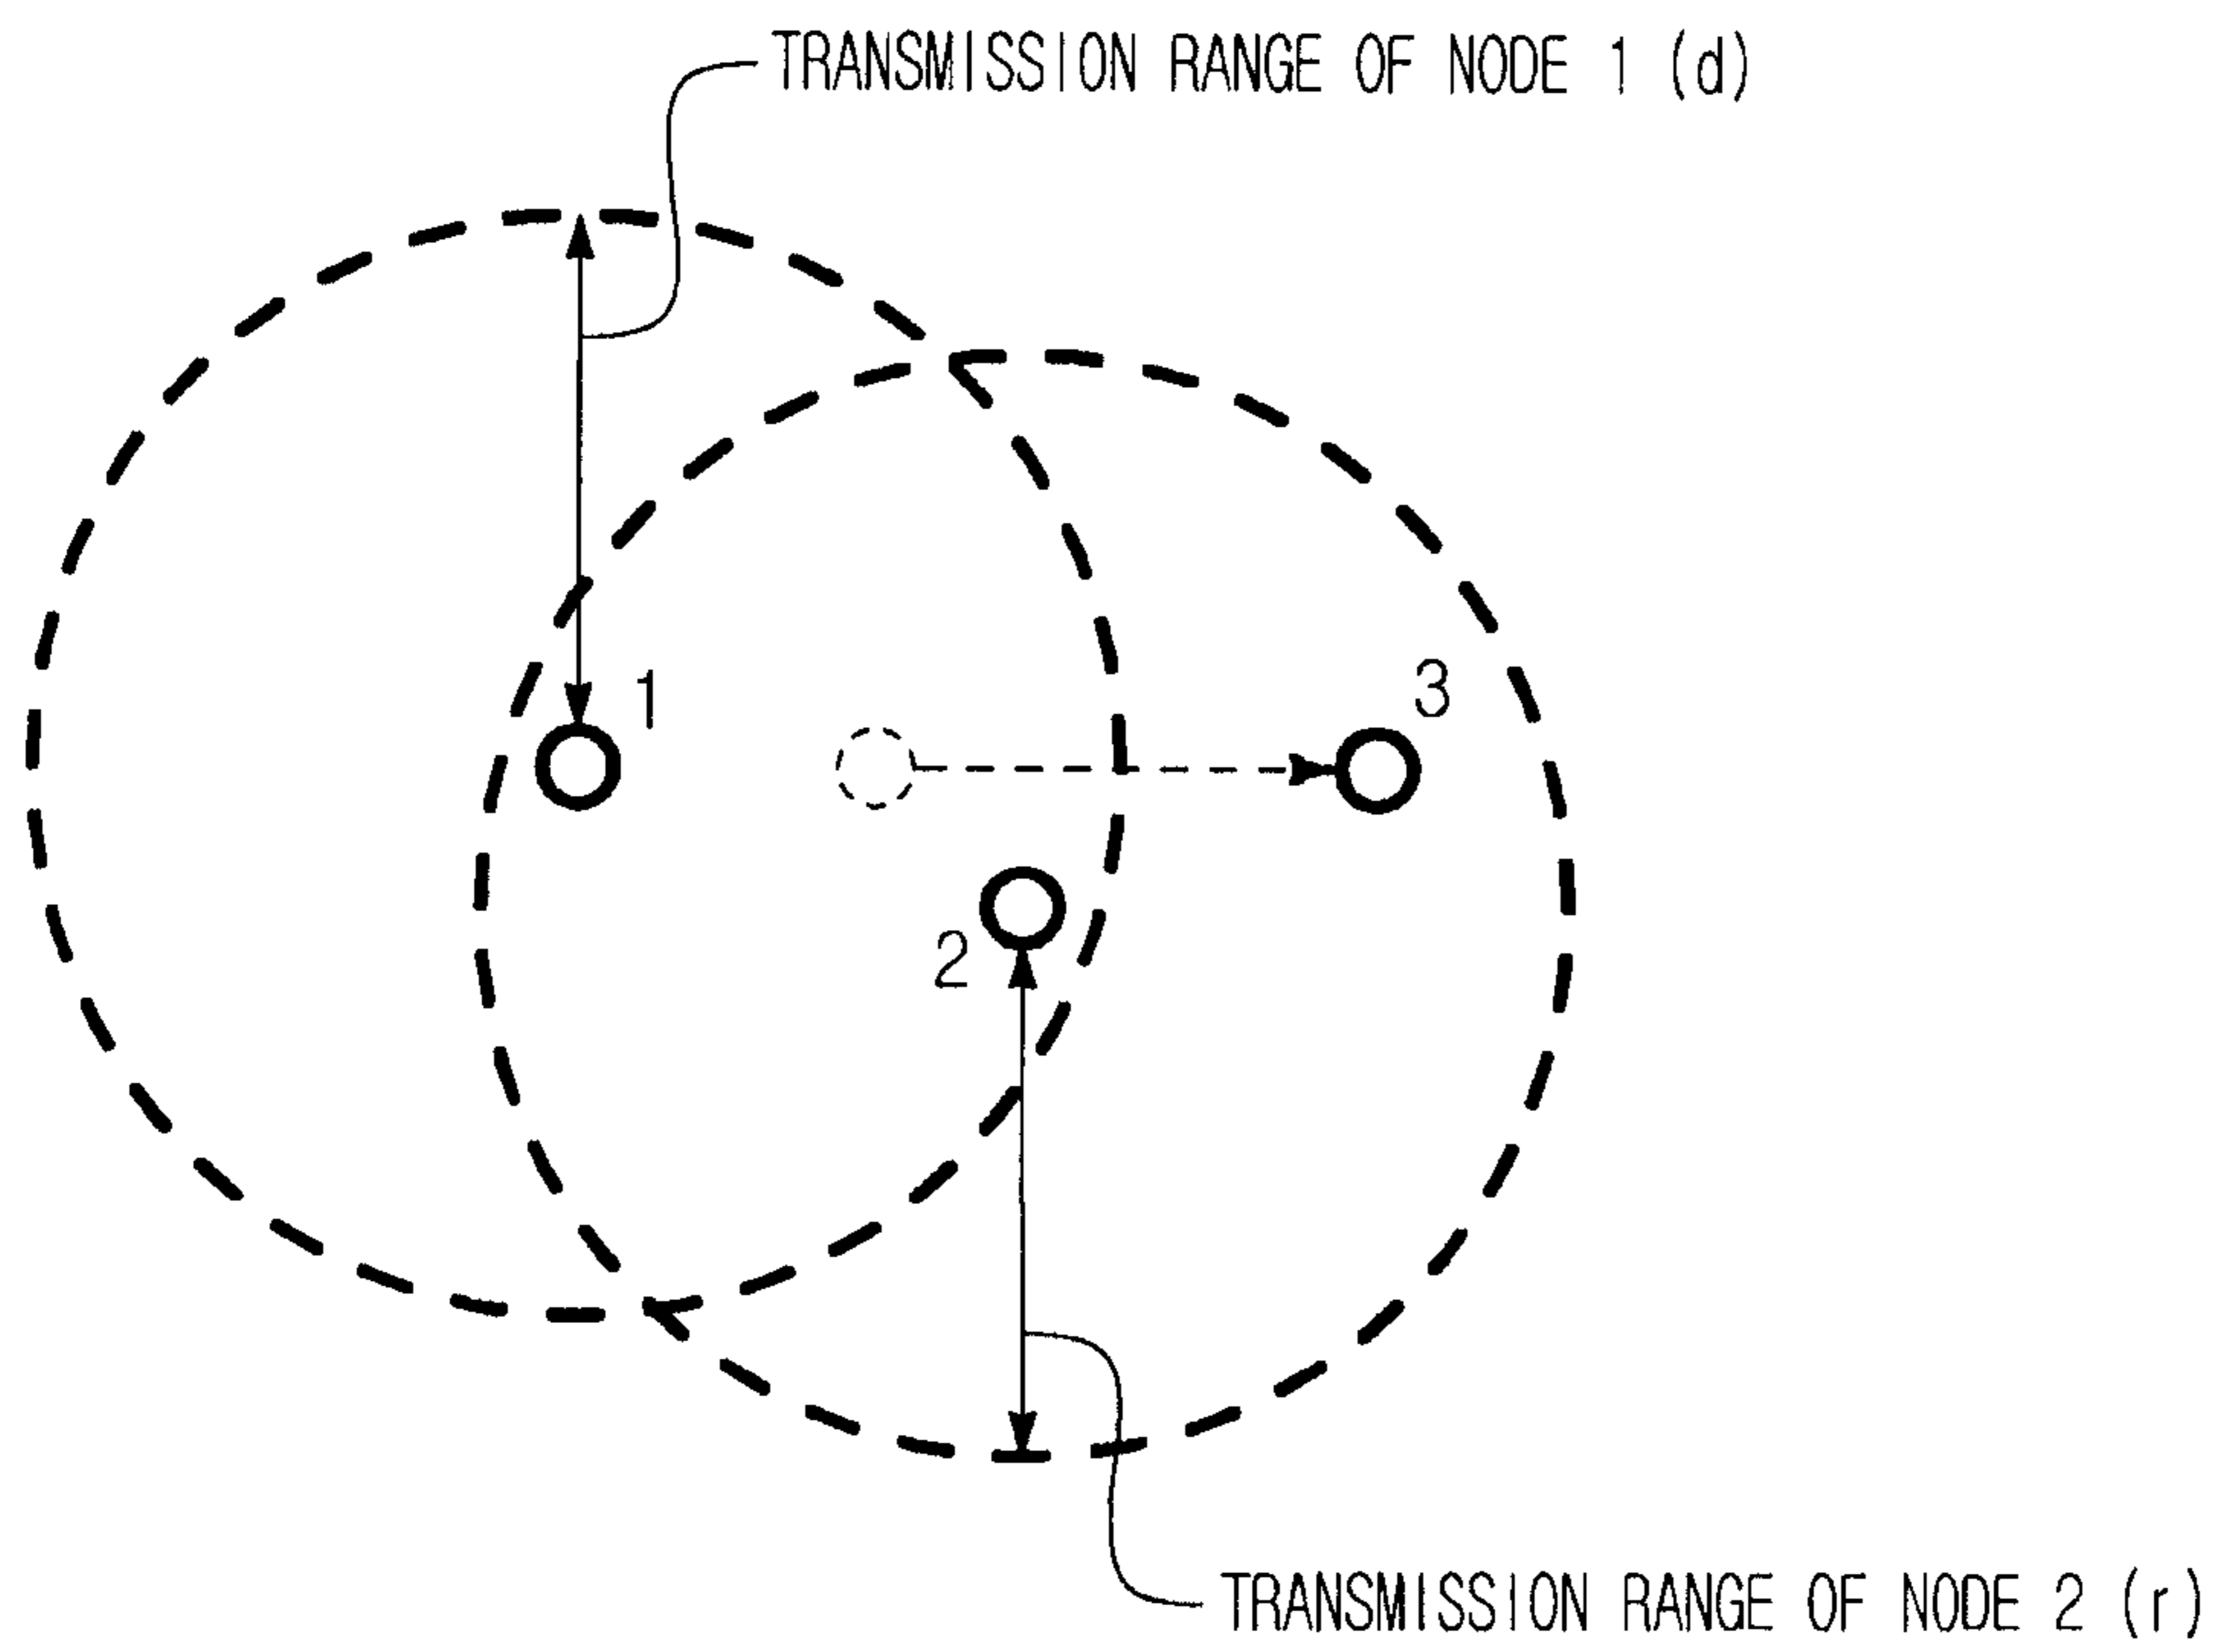 TRANSMISSION RANGE OF NODE 1 (d)
1
3
2
TRANSMISSION RANGE OF NODE 2 (r)